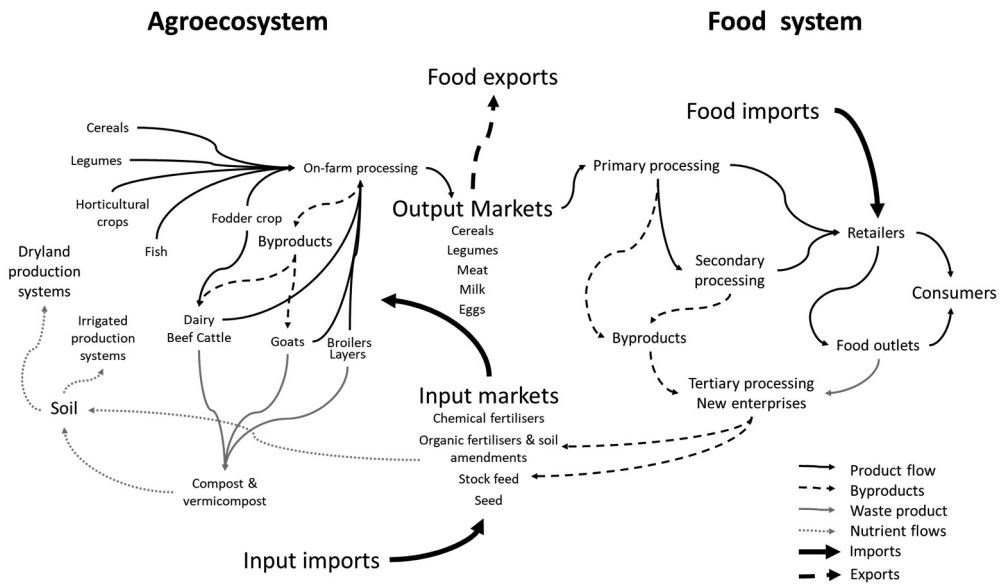 Agroecosystem
Food system
Food exports
Food imports
Cereals
Legumes
On-farm processing
Primary processing
Horticultural
crops
Fodder crop
Output Markets
Cereals
Legumes
Meat
Milk
Eggs
Fish
Byproducts
Retailers
Dryland
production
systems
Secondary
processing
Consumers
Irrigated
production
systems
Dairy
Beef Cattle
Goats
Broilers
Layers
Byproducts
Food outlets
Soil
Input markets
Chemical fertilisers
Organic fertilisers & soil
amendments
Stock feed
Seed
Tertiary processing
New enterprises
Compost &
vermicompost
Input imports
Product flow
Byproducts
Waste product
Nutrient flows
Imports
Exports